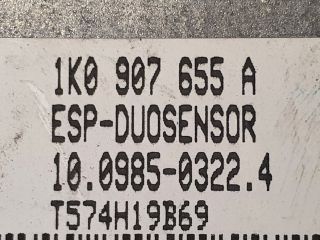 1K0 907 655 A
ESP-DUOSENSOR
10.0985-0322.4
T574H19B69